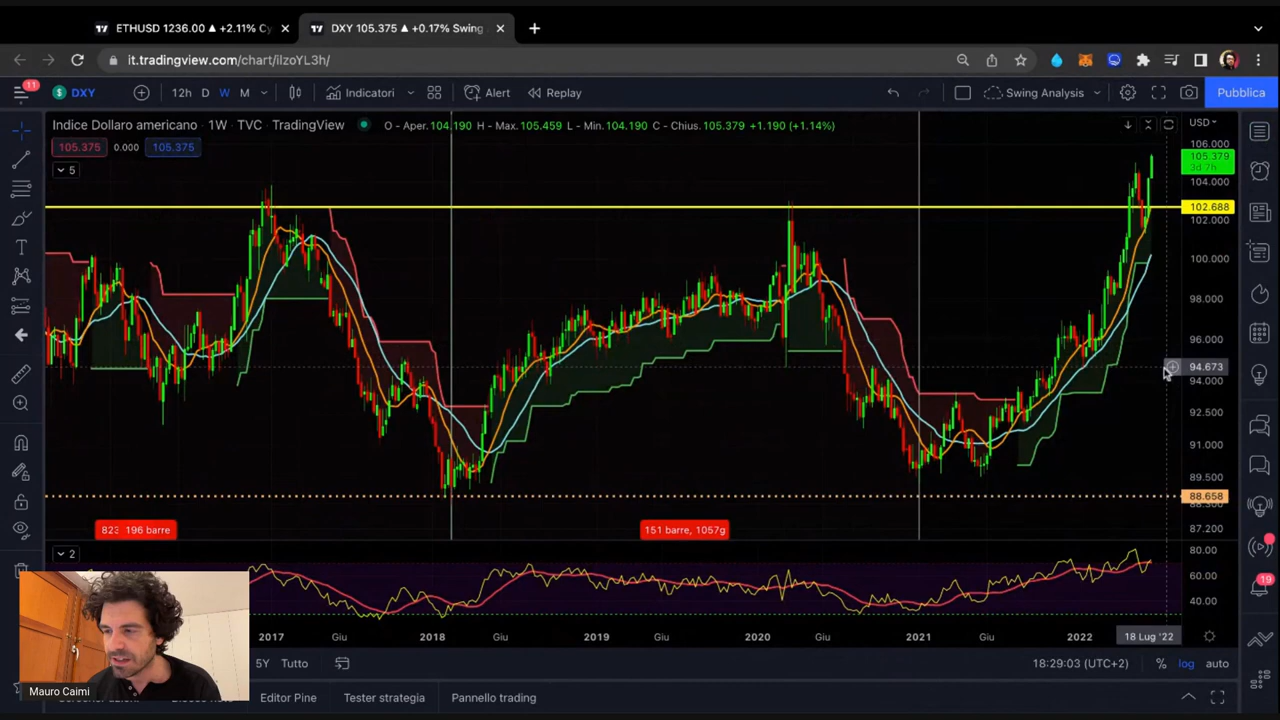 ETHUSD 1236.00 ▲ +2.11% Cy
DXY 105.375 ▲ +0.17% Swing
it.tradingview.com/chart/iIzoYL3h/
11
DXY
12h D W M
Indicatori
Alert
Replay
Swing Analysis
Pubblica
Indice Dollaro americano · 1W · TVC · TradingView
O - Aper.104.190 H - Max.105.459 L - Min.104.190 C - Chius.105.379 +1.190 (+1.14%)
USD
105.375 0.000 105.375
5
106.000
105.379
3d 7h
104.000
102.688
102.000
100.000
98.000
96.000
94.673
94.000
92.500
91.000
89.500
88.658
87.200
196 barre
151 barre, 1057g
2
80.00
60.00
40.00
2017 Giu 2018 Giu 2019 Giu 2020 Giu 2021 Giu 2022 18 Lug '22
5Y Tutto
18:29:03 (UTC+2)
% log auto
19
Mauro Caimi
Editor Pine
Tester strategia
Pannello trading